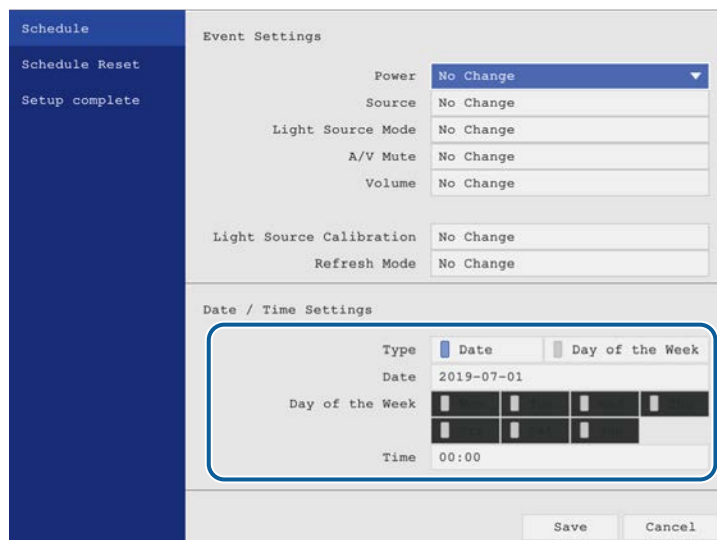 Schedule
Schedule Reset
Setup complete
Event Settings
Power No Change
Source No Change
Light Source Mode No Change
A/V Mute No Change
Volume No Change
Light Source Calibration No Change
Refresh Mode No Change
Date / Time Settings
Type Date Day of the Week
Date 2019-07-01
Day of the Week
Time 00:00
Save Cancel